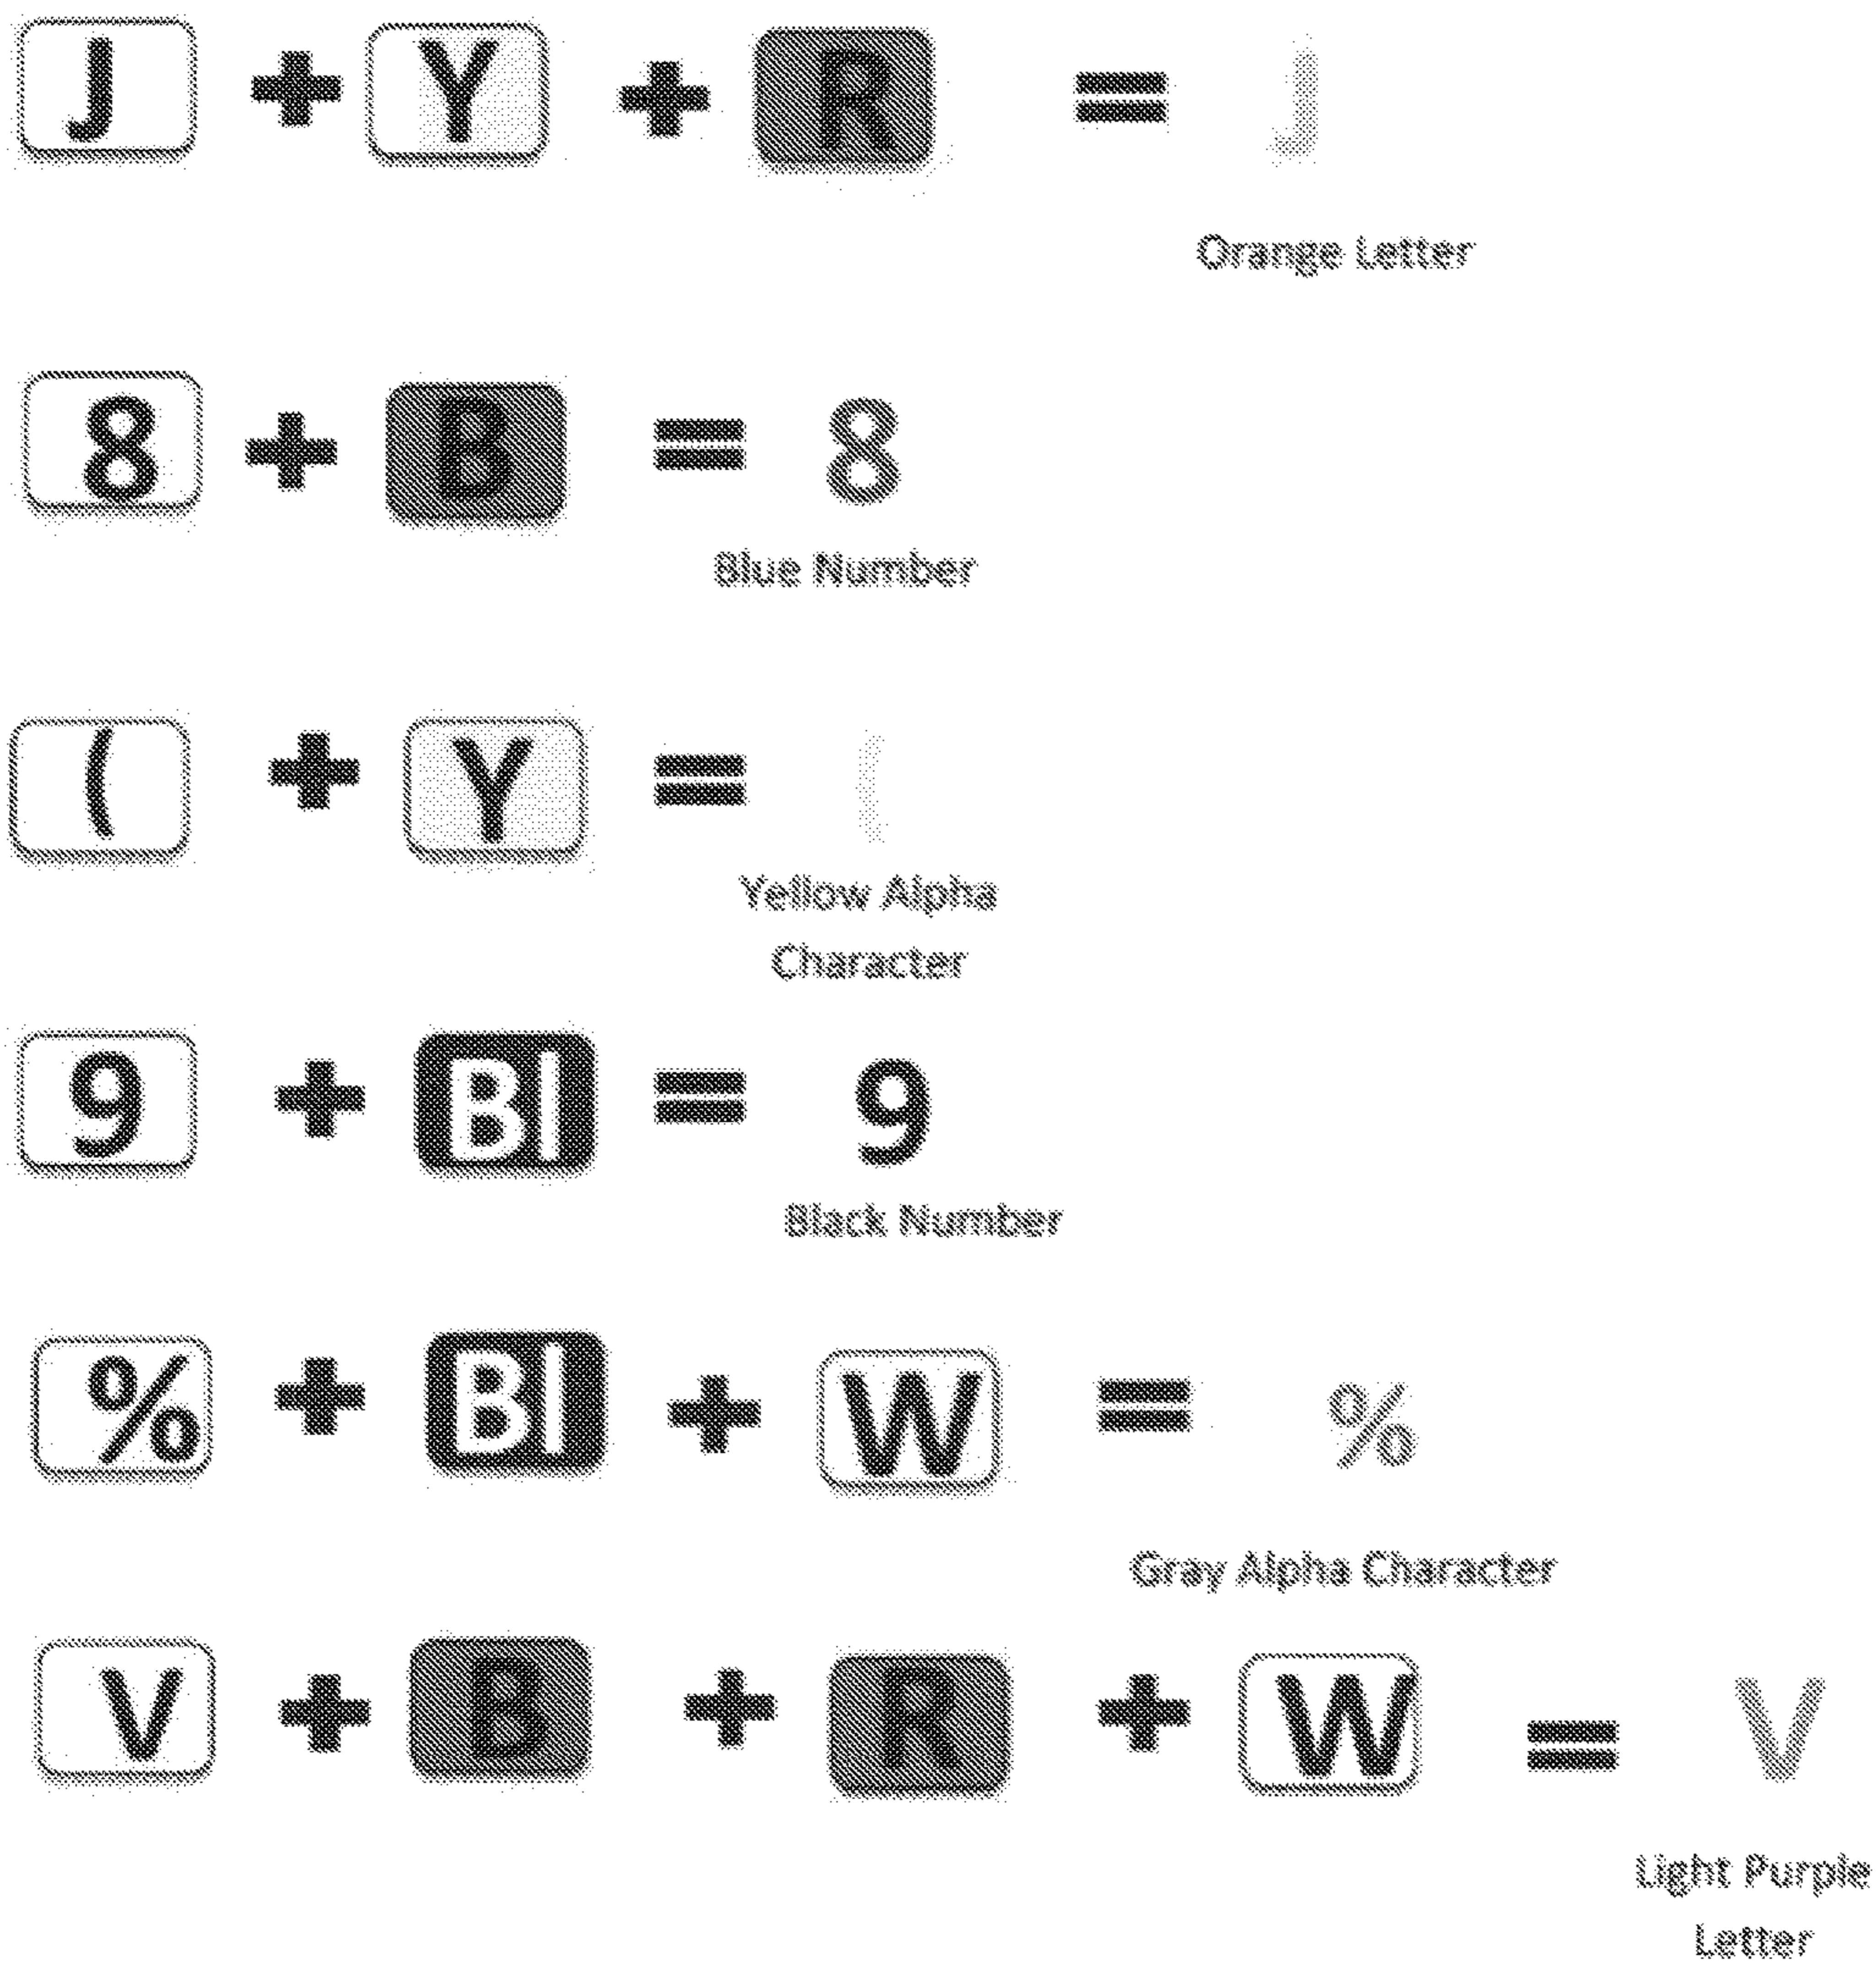 J + Y + R = J
Orange Letter
8 + B = 8
Blue Number
( + Y = (
Yellow Alpha
Character
9 + Bl = 9
Black Number
% + Bl + W = %
Gray Alpha Character
V + B + R + W = V
Light Purple
Letter